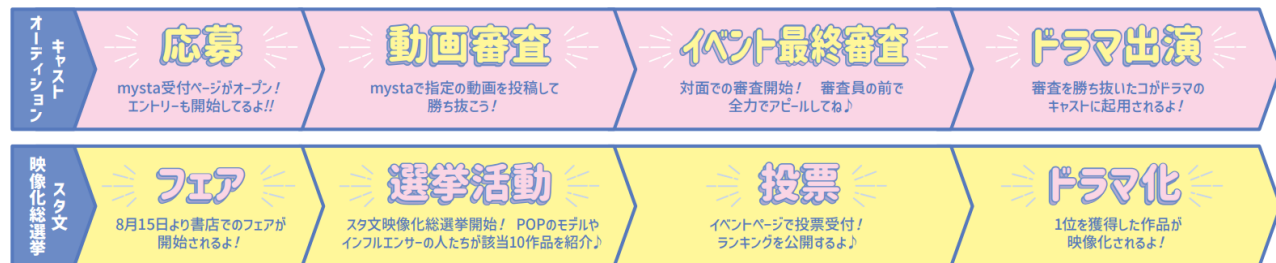 キャスト
オーディション
応募
mysta受付ページがオープン!
エントリーも開始してるよ!!
動画審査
mystaで指定の動画を投稿して
勝ち抜こう!
イベント最終審査
対面での審査開始! 審査員の前で
全力でアピールしてね♪
ドラマ出演
審査を勝ち抜いたコがドラマの
キャストに起用されるよ!
スタ文
映像化総選挙
フェア
8月15日より書店でのフェアが
開始されるよ!
選挙活動
スタ文映像化総選挙開始! POPのモデルや
インフルエンサーの人たちが該当10作品を紹介♪
投票
イベントページで投票受付!
ランキングを公開するよ♪
ドラマ化
1位を獲得した作品が
映像化されるよ!